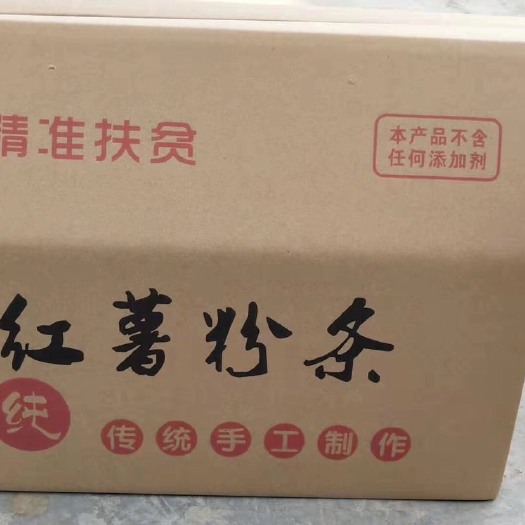 精准扶贫
本产品不含
任何添加剂
红薯粉条
纯
传统手工制作